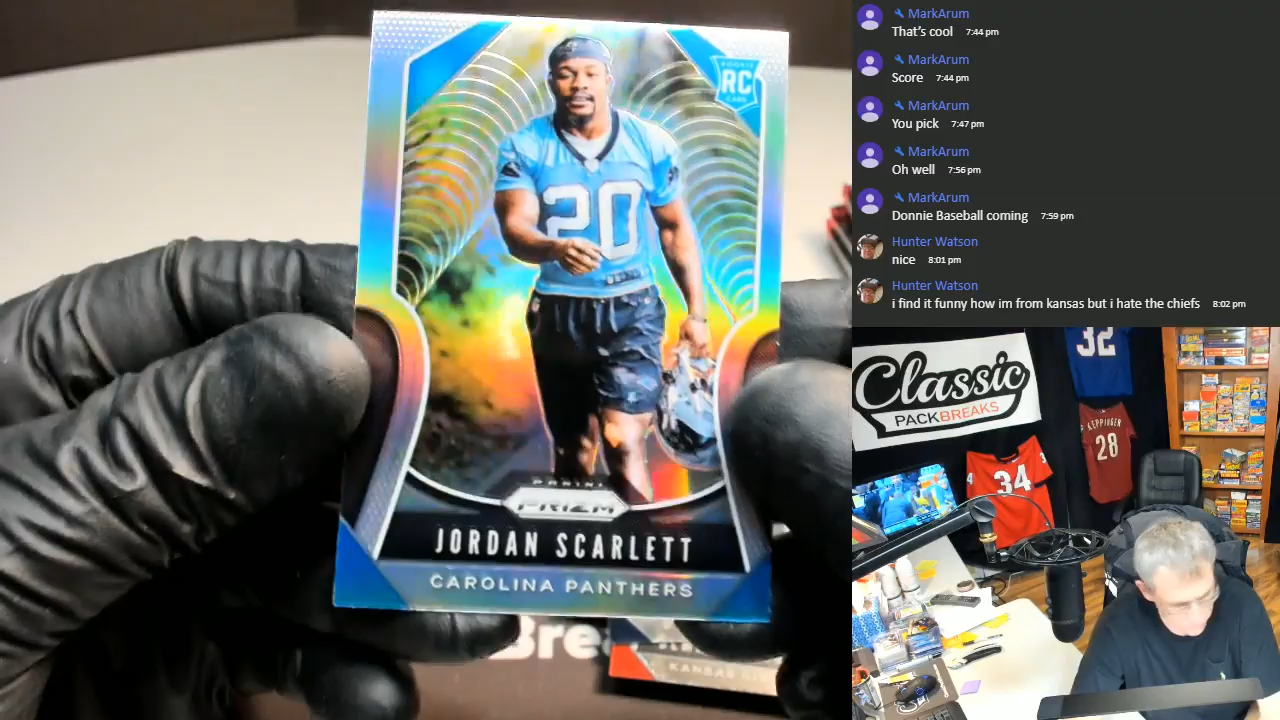 ROOKIE
RC
CARD
20
PANINI
PRIZM
JORDAN SCARLETT
CAROLINA PANTHERS
Brea
KANSAS
MarkArum
That's cool 7:44 pm
MarkArum
Score 7:44 pm
MarkArum
You pick 7:47 pm
MarkArum
Oh well 7:56 pm
MarkArum
Donnie Baseball coming 7:59 pm
Hunter Watson
nice 8:01 pm
Hunter Watson
i find it funny how im from kansas but i hate the chiefs 8:02 pm
Classic
PACKBREAKS
32
KEPPINGER
28
34